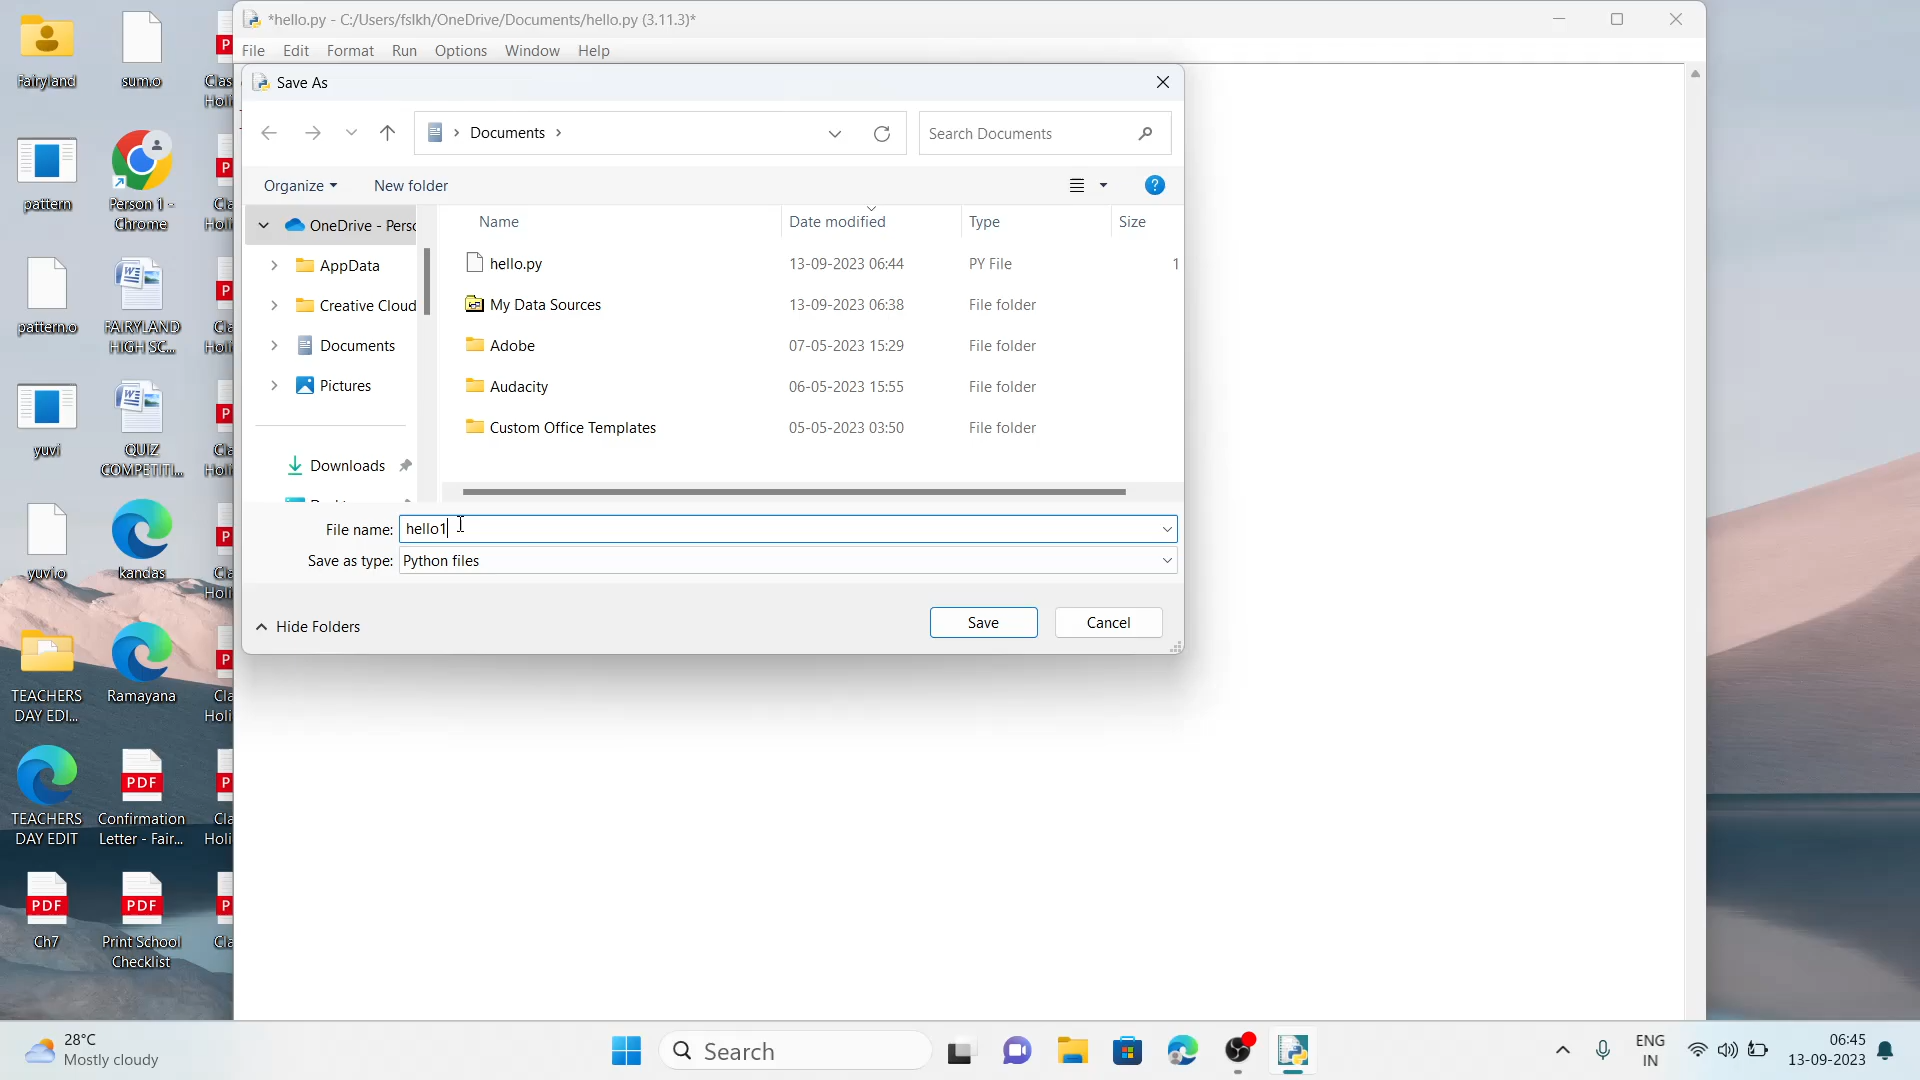 *hello.py - C:/Users/fslkh/OneDrive/Documents/hello.py (3.11.3)*
File Edit Format Run Options Window Help
Save As
Documents
Search Documents
Organize New folder
Name Date modified Type Size
OneDrive - Pers
AppData
Creative Cloud
Documents
Pictures
Downloads
hello.py 13-09-2023 06:44 PY File 1
My Data Sources 13-09-2023 06:38 File folder
Adobe 07-05-2023 15:29 File folder
Audacity 06-05-2023 15:55 File folder
Custom Office Templates 05-05-2023 03:50 File folder
File name: hello1
Save as type: Python files
Hide Folders
Save Cancel
Fairyland
sum.o
pattern
Person 1 -
Chrome
pattern.o
FAIRYLAND
HIGH SC...
yuvi
QUIZ
COMPETITI...
yuvi.o
kandas
TEACHERS
DAY EDI...
Ramayana
TEACHERS
DAY EDIT
PDF
Confirmation
Letter - Fair...
PDF
Ch7
PDF
Print School
Checklist
28°C
Mostly cloudy
Search
ENG
IN
06:45
13-09-2023